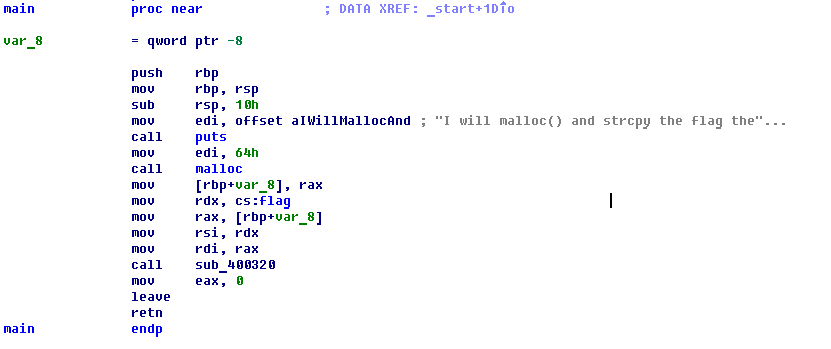 main proc near ; DATA XREF: _start+1D↑o
var_8 = qword ptr -8
push rbp
mov rbp, rsp
sub rsp, 10h
mov edi, offset aIWillMallocAnd ; "I will malloc() and strcpy the flag the"...
call puts
mov edi, 64h
call malloc
mov [rbp+var_8], rax
mov rdx, cs:flag
mov rax, [rbp+var_8]
mov rsi, rdx
mov rdi, rax
call sub_400320
mov eax, 0
leave
retn
main endp